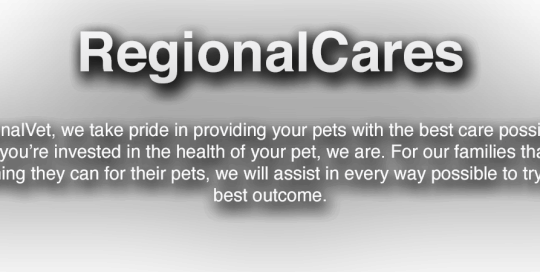 RegionalCares
nalVet, we take pride in providing your pets with the best care possi
you're invested in the health of your pet, we are. For our families tha
ing they can for their pets, we will assist in every way possible to try
best outcome.